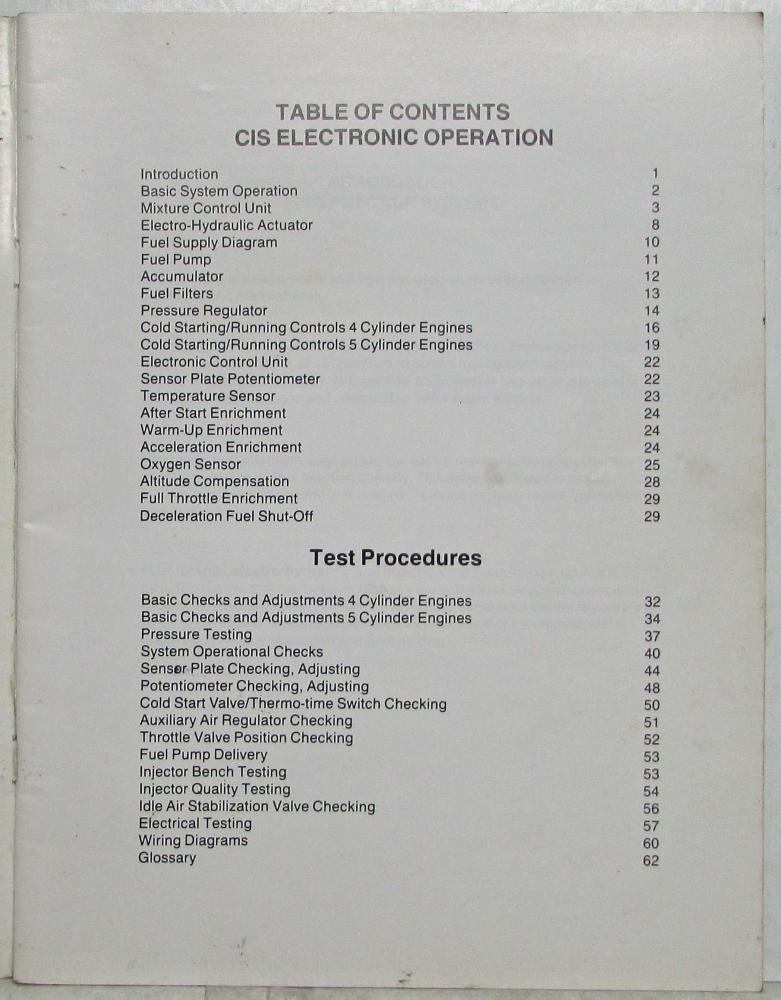 TABLE OF CONTENTS
CIS ELECTRONIC OPERATION
Introduction 1
Basic System Operation 2
Mixture Control Unit 3
Electro-Hydraulic Actuator 8
Fuel Supply Diagram 10
Fuel Pump 11
Accumulator 12
Fuel Filters 13
Pressure Regulator 14
Cold Starting/Running Controls 4 Cylinder Engines 16
Cold Starting/Running Controls 5 Cylinder Engines 19
Electronic Control Unit 22
Sensor Plate Potentiometer 22
Temperature Sensor 23
After Start Enrichment 24
Warm-Up Enrichment 24
Acceleration Enrichment 24
Oxygen Sensor 25
Altitude Compensation 28
Full Throttle Enrichment 29
Deceleration Fuel Shut-Off 29
Test Procedures
Basic Checks and Adjustments 4 Cylinder Engines 32
Basic Checks and Adjustments 5 Cylinder Engines 34
Pressure Testing 37
System Operational Checks 40
Sensor Plate Checking, Adjusting 44
Potentiometer Checking, Adjusting 48
Cold Start Valve/Thermo-time Switch Checking 50
Auxiliary Air Regulator Checking 51
Throttle Valve Position Checking 52
Fuel Pump Delivery 53
Injector Bench Testing 53
Injector Quality Testing 54
Idle Air Stabilization Valve Checking 56
Electrical Testing 57
Wiring Diagrams 60
Glossary 62